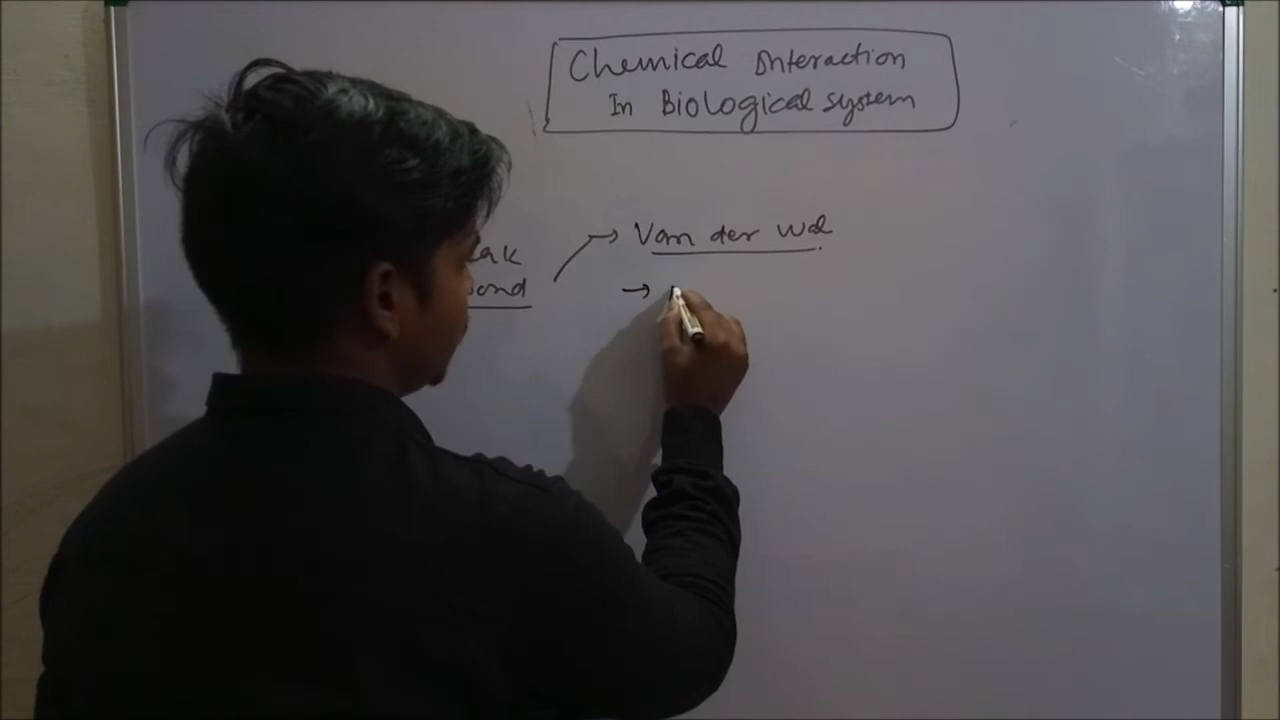 Chemical Interaction
In Biological system
Van der Wal
→